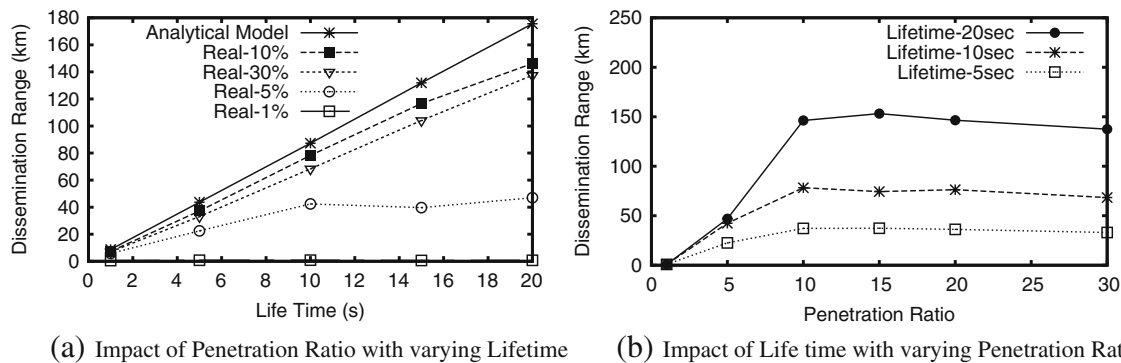 Dissemination Range (km)
180
160
140
120
100
80
60
40
20
0
Analytical Model
Real-10%
Real-30%
Real-5%
Real-1%
0 2 4 6 8 10 12 14 16 18 20
Life Time (s)
(a) Impact of Penetration Ratio with varying Lifetime
Dissemination Range (km)
250
200
150
100
50
0
Lifetime-20sec
Lifetime-10sec
Lifetime-5sec
0 5 10 15 20 25 30
Penetration Ratio
(b) Impact of Life time with varying Penetration Rat